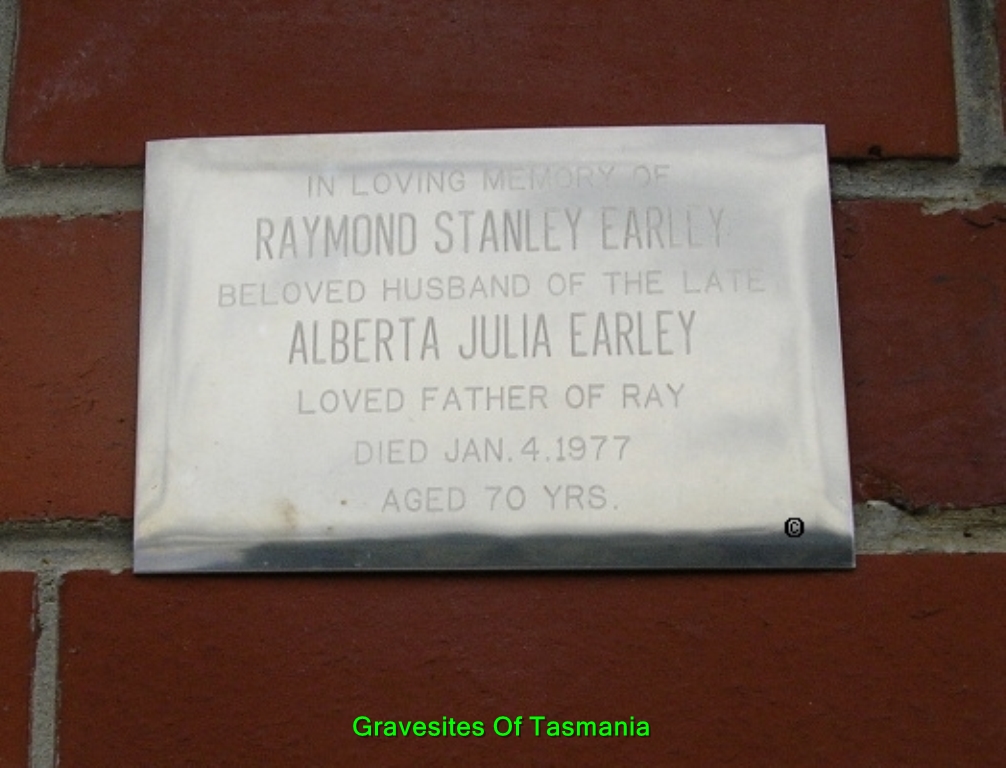 IN LOVING MEMORY OF
RAYMOND STANLEY EARLEY
BELOVED HUSBAND OF THE LATE
ALBERTA JULIA EARLEY
LOVED FATHER OF RAY
DIED JAN. 4. 1977
AGED 70 YRS.
©
Gravesites Of Tasmania